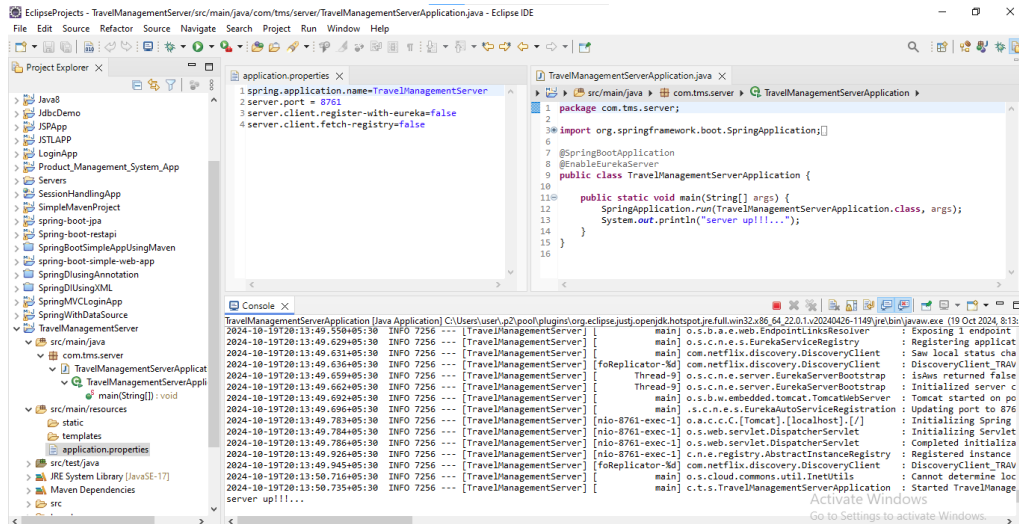 EclipseProjects - TravelManagementServer/src/main/java/com/tms/server/TravelManagementServerApplication.java - Eclipse IDE
File Edit Source Refactor Source Navigate Search Project Run Window Help
Project Explorer
Java8
JdbcDemo
JSPApp
JSTLAPP
LoginApp
Product_Management_System_App
Servers
SessionHandlingApp
SimpleMavenProject
spring-boot-jpa
Spring-boot-restapi
SpringBootSimpleAppUsingMaven
spring-boot-simple-web-app
SpringDIusingAnnotation
SpringDIUsingXML
SpringMVCLoginApp
SpringWithDataSource
TravelManagementServer
src/main/java
com.tms.server
TravelManagementServerApplicat
TravelManagementServerAppli
main(String[]) : void
src/main/resources
static
templates
application.properties
src/test/java
JRE System Library [JavaSE-17]
Maven Dependencies
src
application.properties
1 spring.application.name=TravelManagementServer
2 server.port = 8761
3 server.client.register-with-eureka=false
4 server.client.fetch-registry=false
TravelManagementServerApplication.java
src/main/java com.tms.server TravelManagementServerApplication
1 package com.tms.server;
2
3 import org.springframework.boot.SpringApplication;
6
7 @SpringBootApplication
8 @EnableEurekaServer
9 public class TravelManagementServerApplication {
10
11 public static void main(String[] args) {
12 SpringApplication.run(TravelManagementServerApplication.class, args);
13 System.out.println("server up!!!...");
14 }
15 }
16
Console
TravelManagementServerApplication [Java Application] C:\Users\user\.p2\pool\plugins\org.eclipse.justj.openjdk.hotspot.jre.full.win32.x86_64_22.0.1.v20240426-1149\jre\bin\javaw.exe (19 Oct 2024, 8:13:
2024-10-19T20:13:49.550+05:30 INFO 7256 --- [TravelManagementServer] [ main] o.s.b.a.e.web.EndpointLinksResolver : Exposing 1 endpoint
2024-10-19T20:13:49.629+05:30 INFO 7256 --- [TravelManagementServer] [ main] o.s.c.n.e.s.EurekaServiceRegistry : Registering applicat
2024-10-19T20:13:49.631+05:30 INFO 7256 --- [TravelManagementServer] [ main] com.netflix.discovery.DiscoveryClient : Saw local status cha
2024-10-19T20:13:49.636+05:30 INFO 7256 --- [TravelManagementServer] [foReplicator-%d] com.netflix.discovery.DiscoveryClient : DiscoveryClient_TRAV
2024-10-19T20:13:49.659+05:30 INFO 7256 --- [TravelManagementServer] [ Thread-9] o.s.c.n.e.server.EurekaServerBootstrap : isAws returned false
2024-10-19T20:13:49.662+05:30 INFO 7256 --- [TravelManagementServer] [ Thread-9] o.s.c.n.e.server.EurekaServerBootstrap : Initialized server c
2024-10-19T20:13:49.692+05:30 INFO 7256 --- [TravelManagementServer] [ main] o.s.b.w.embedded.tomcat.TomcatWebServer : Tomcat started on po
2024-10-19T20:13:49.696+05:30 INFO 7256 --- [TravelManagementServer] [ main] .s.c.n.e.s.EurekaAutoServiceRegistration : Updating port to 876
2024-10-19T20:13:49.783+05:30 INFO 7256 --- [TravelManagementServer] [nio-8761-exec-1] o.a.c.c.C.[Tomcat].[localhost].[/] : Initializing Spring
2024-10-19T20:13:49.784+05:30 INFO 7256 --- [TravelManagementServer] [nio-8761-exec-1] o.s.web.servlet.DispatcherServlet : Initializing Servlet
2024-10-19T20:13:49.786+05:30 INFO 7256 --- [TravelManagementServer] [nio-8761-exec-1] o.s.web.servlet.DispatcherServlet : Completed initializa
2024-10-19T20:13:49.926+05:30 INFO 7256 --- [TravelManagementServer] [nio-8761-exec-1] c.n.e.registry.AbstractInstanceRegistry : Registered instance
2024-10-19T20:13:49.945+05:30 INFO 7256 --- [TravelManagementServer] [foReplicator-%d] com.netflix.discovery.DiscoveryClient : DiscoveryClient_TRAV
2024-10-19T20:13:50.716+05:30 INFO 7256 --- [TravelManagementServer] [ main] o.s.cloud.commons.util.InetUtils : Cannot determine loc
2024-10-19T20:13:50.735+05:30 INFO 7256 --- [TravelManagementServer] [ main] c.t.s.TravelManagementServerApplication : Started TravelManage
server up!!!...
Activate Windows
Go to Settings to activate Windows.